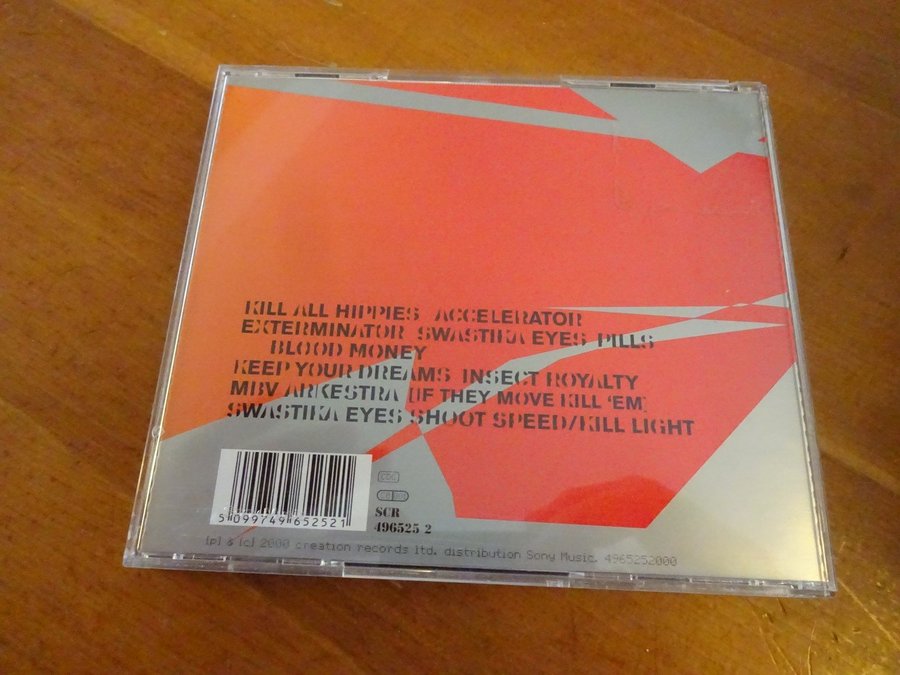 KILL ALL HIPPIES ACCELERATOR
EXTERMINATOR SWASTIKA EYES PILLS
BLOOD MONEY
KEEP YOUR DREAMS INSECT ROYALTY
MBV ARKESTRA [IF THEY MOVE KILL 'EM]
SWASTIKA EYES SHOOT SPEED/KILL LIGHT
5 099749 652521
SCR
496525 2
(p) & (c) 2000 creation records ltd. distribution Sony Music. 4965252000